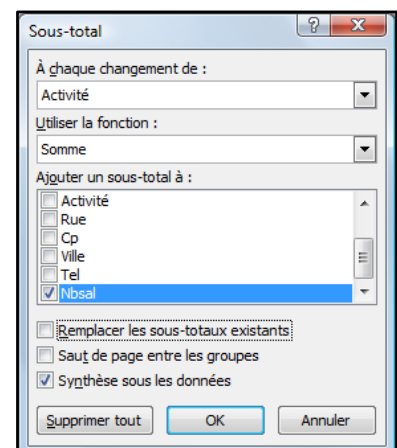 Sous-total
À chaque changement de :
Activité
Utiliser la fonction :
Somme
Ajouter un sous-total à :
Activité
Rue
Cp
Ville
Tel
Nbsal
Remplacer les sous-totaux existants
Saut de page entre les groupes
Synthèse sous les données
Supprimer tout OK Annuler